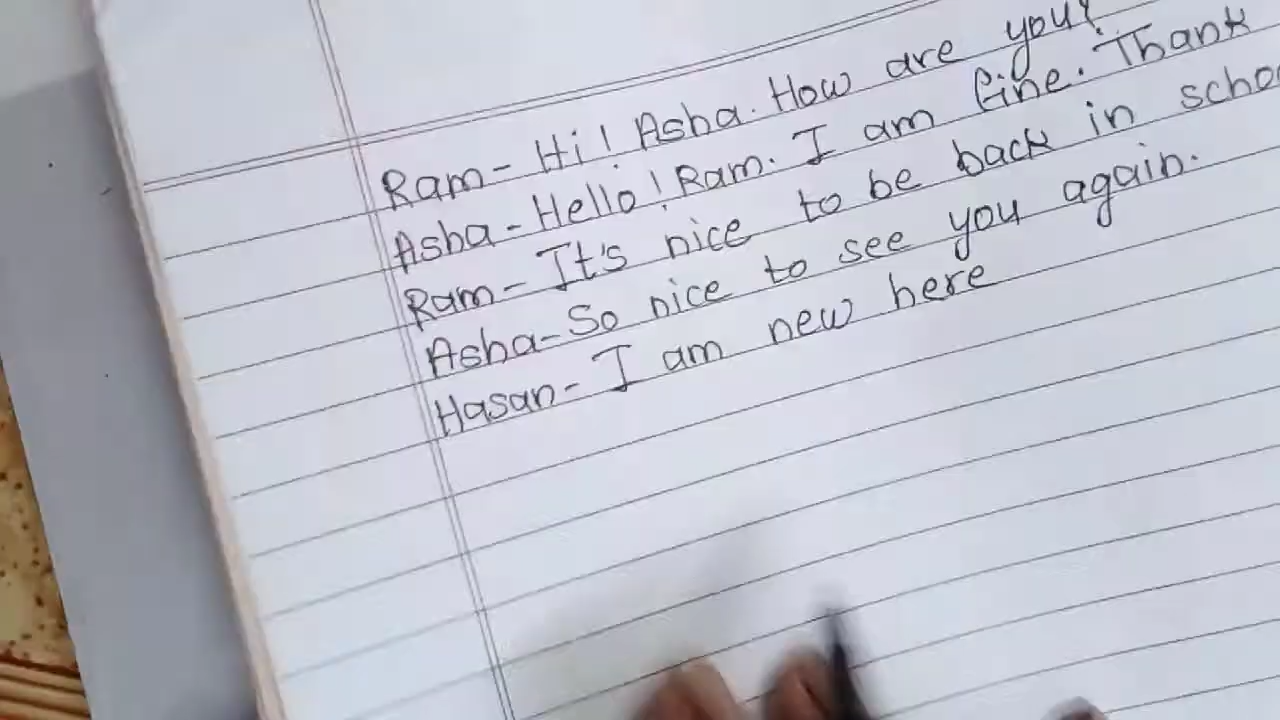 Ram - Hi! Asha. How are you?
Asha - Hello! Ram. I am fine. Thank
Ram - It's nice to be back in
Asha - So nice to see you again.
Hasan - I am new here